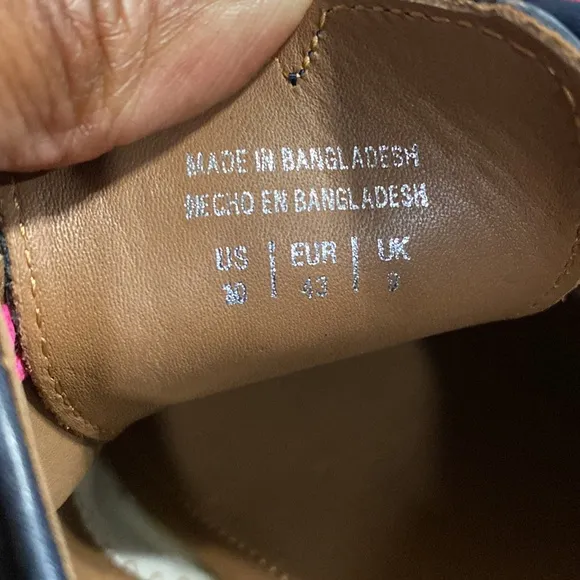 MADE IN BANGLADESH
HECHO EN BANGLADESH
US | EUR | UK
10 | 43 | 9